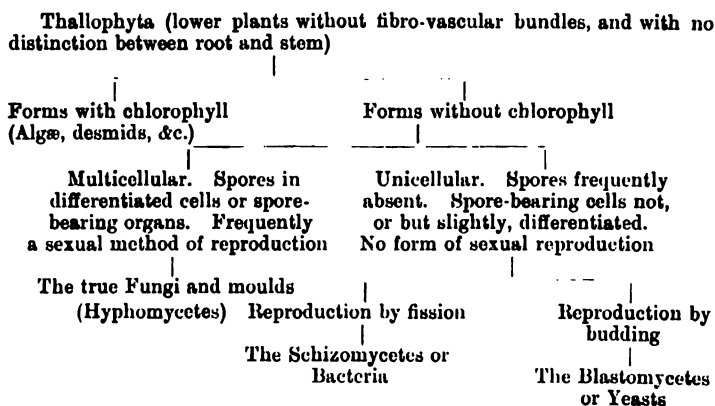 Thallophyta (lower plants without fibro-vascular bundles, and with no
distinction between root and stem)
Forms with chlorophyll
(Algæ, desmids, &c.)
Forms without chlorophyll
Multicellular. Spores in
differentiated cells or spore-
bearing organs. Frequently
a sexual method of reproduction
Unicellular. Spores frequently
absent. Spore-bearing cells not,
or but slightly, differentiated.
No form of sexual reproduction
The true Fungi and moulds
(Hyphomycetes)
Reproduction by fission
Reproduction by
budding
The Schizomycetes or
Bacteria
The Blastomycetes
or Yeasts